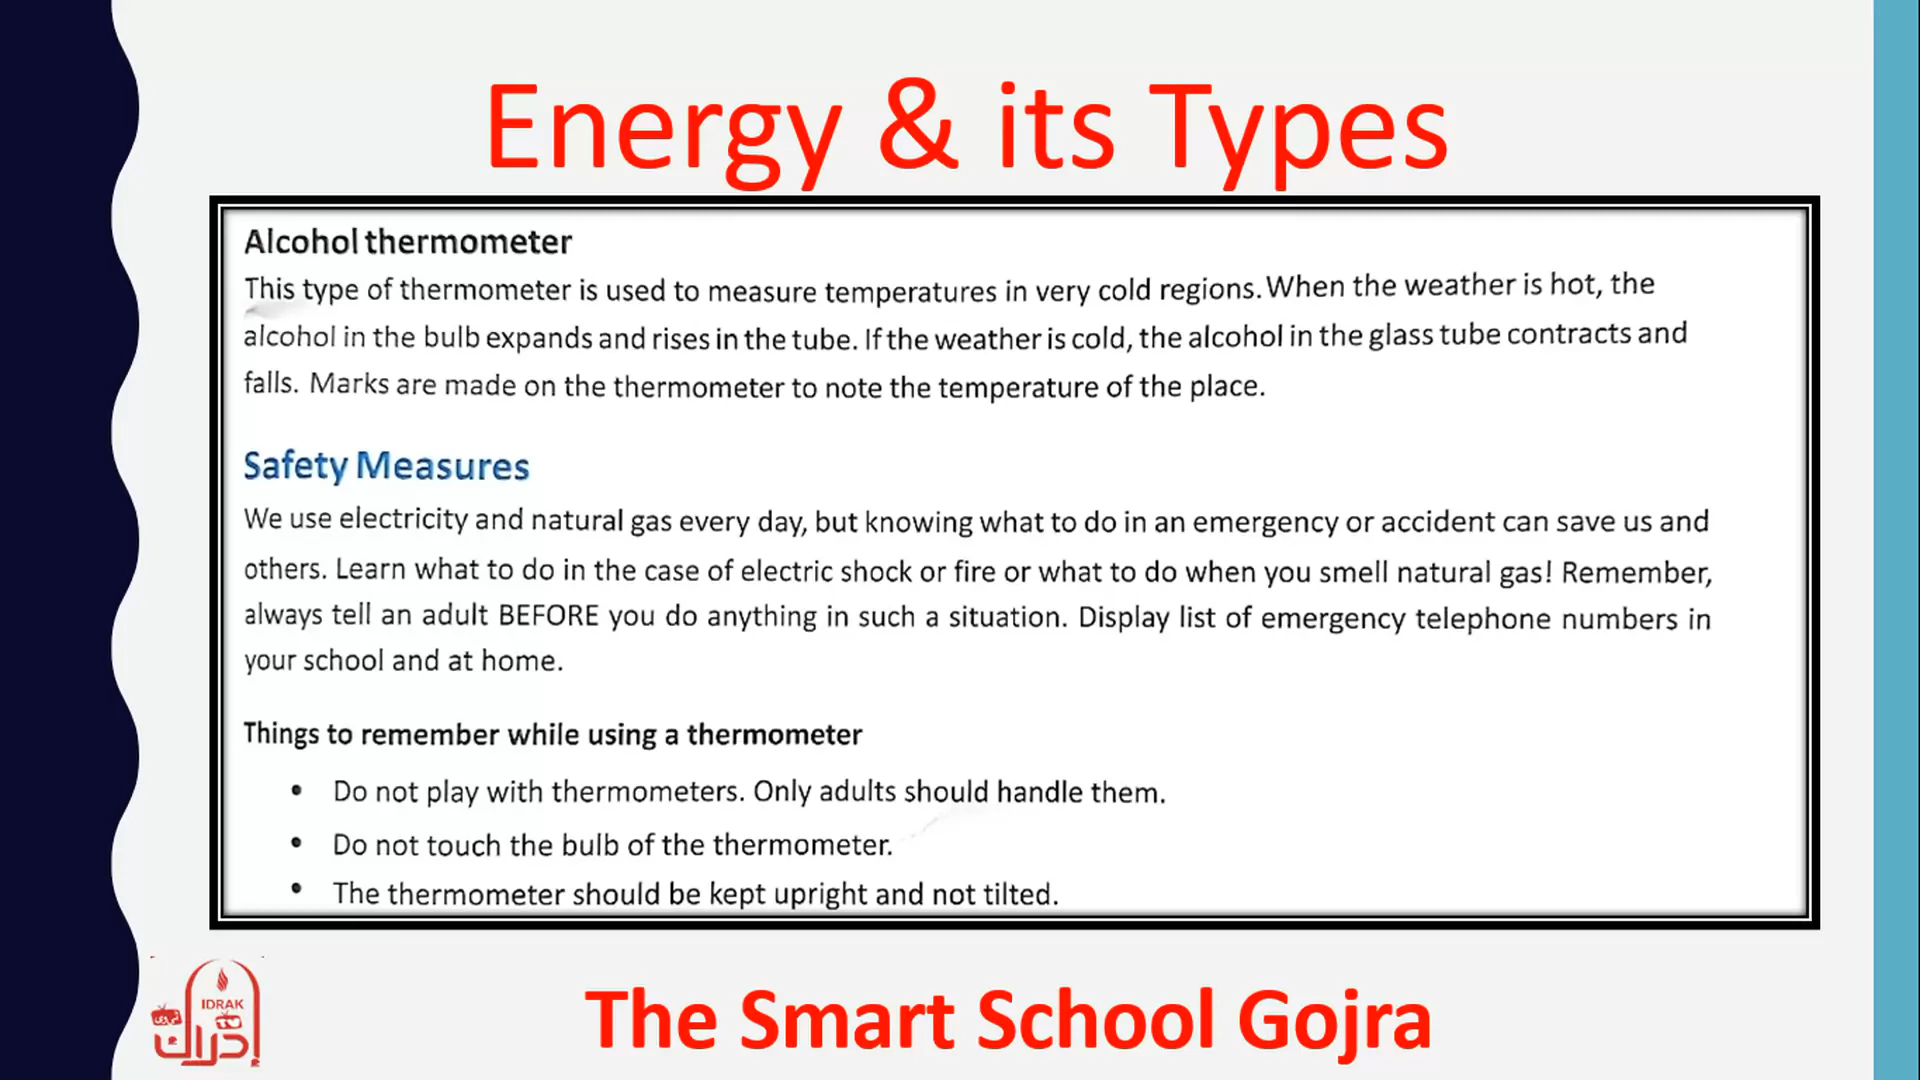 Energy & its Types
Alcohol thermometer
This type of thermometer is used to measure temperatures in very cold regions. When the weather is hot, the
alcohol in the bulb expands and rises in the tube. If the weather is cold, the alcohol in the glass tube contracts and
falls. Marks are made on the thermometer to note the temperature of the place.
Safety Measures
We use electricity and natural gas every day, but knowing what to do in an emergency or accident can save us and
others. Learn what to do in the case of electric shock or fire or what to do when you smell natural gas! Remember,
always tell an adult BEFORE you do anything in such a situation. Display list of emergency telephone numbers in
your school and at home.
Things to remember while using a thermometer
• Do not play with thermometers. Only adults should handle them.
• Do not touch the bulb of the thermometer.
• The thermometer should be kept upright and not tilted.
IDRAK
TV
ادراک
The Smart School Gojra